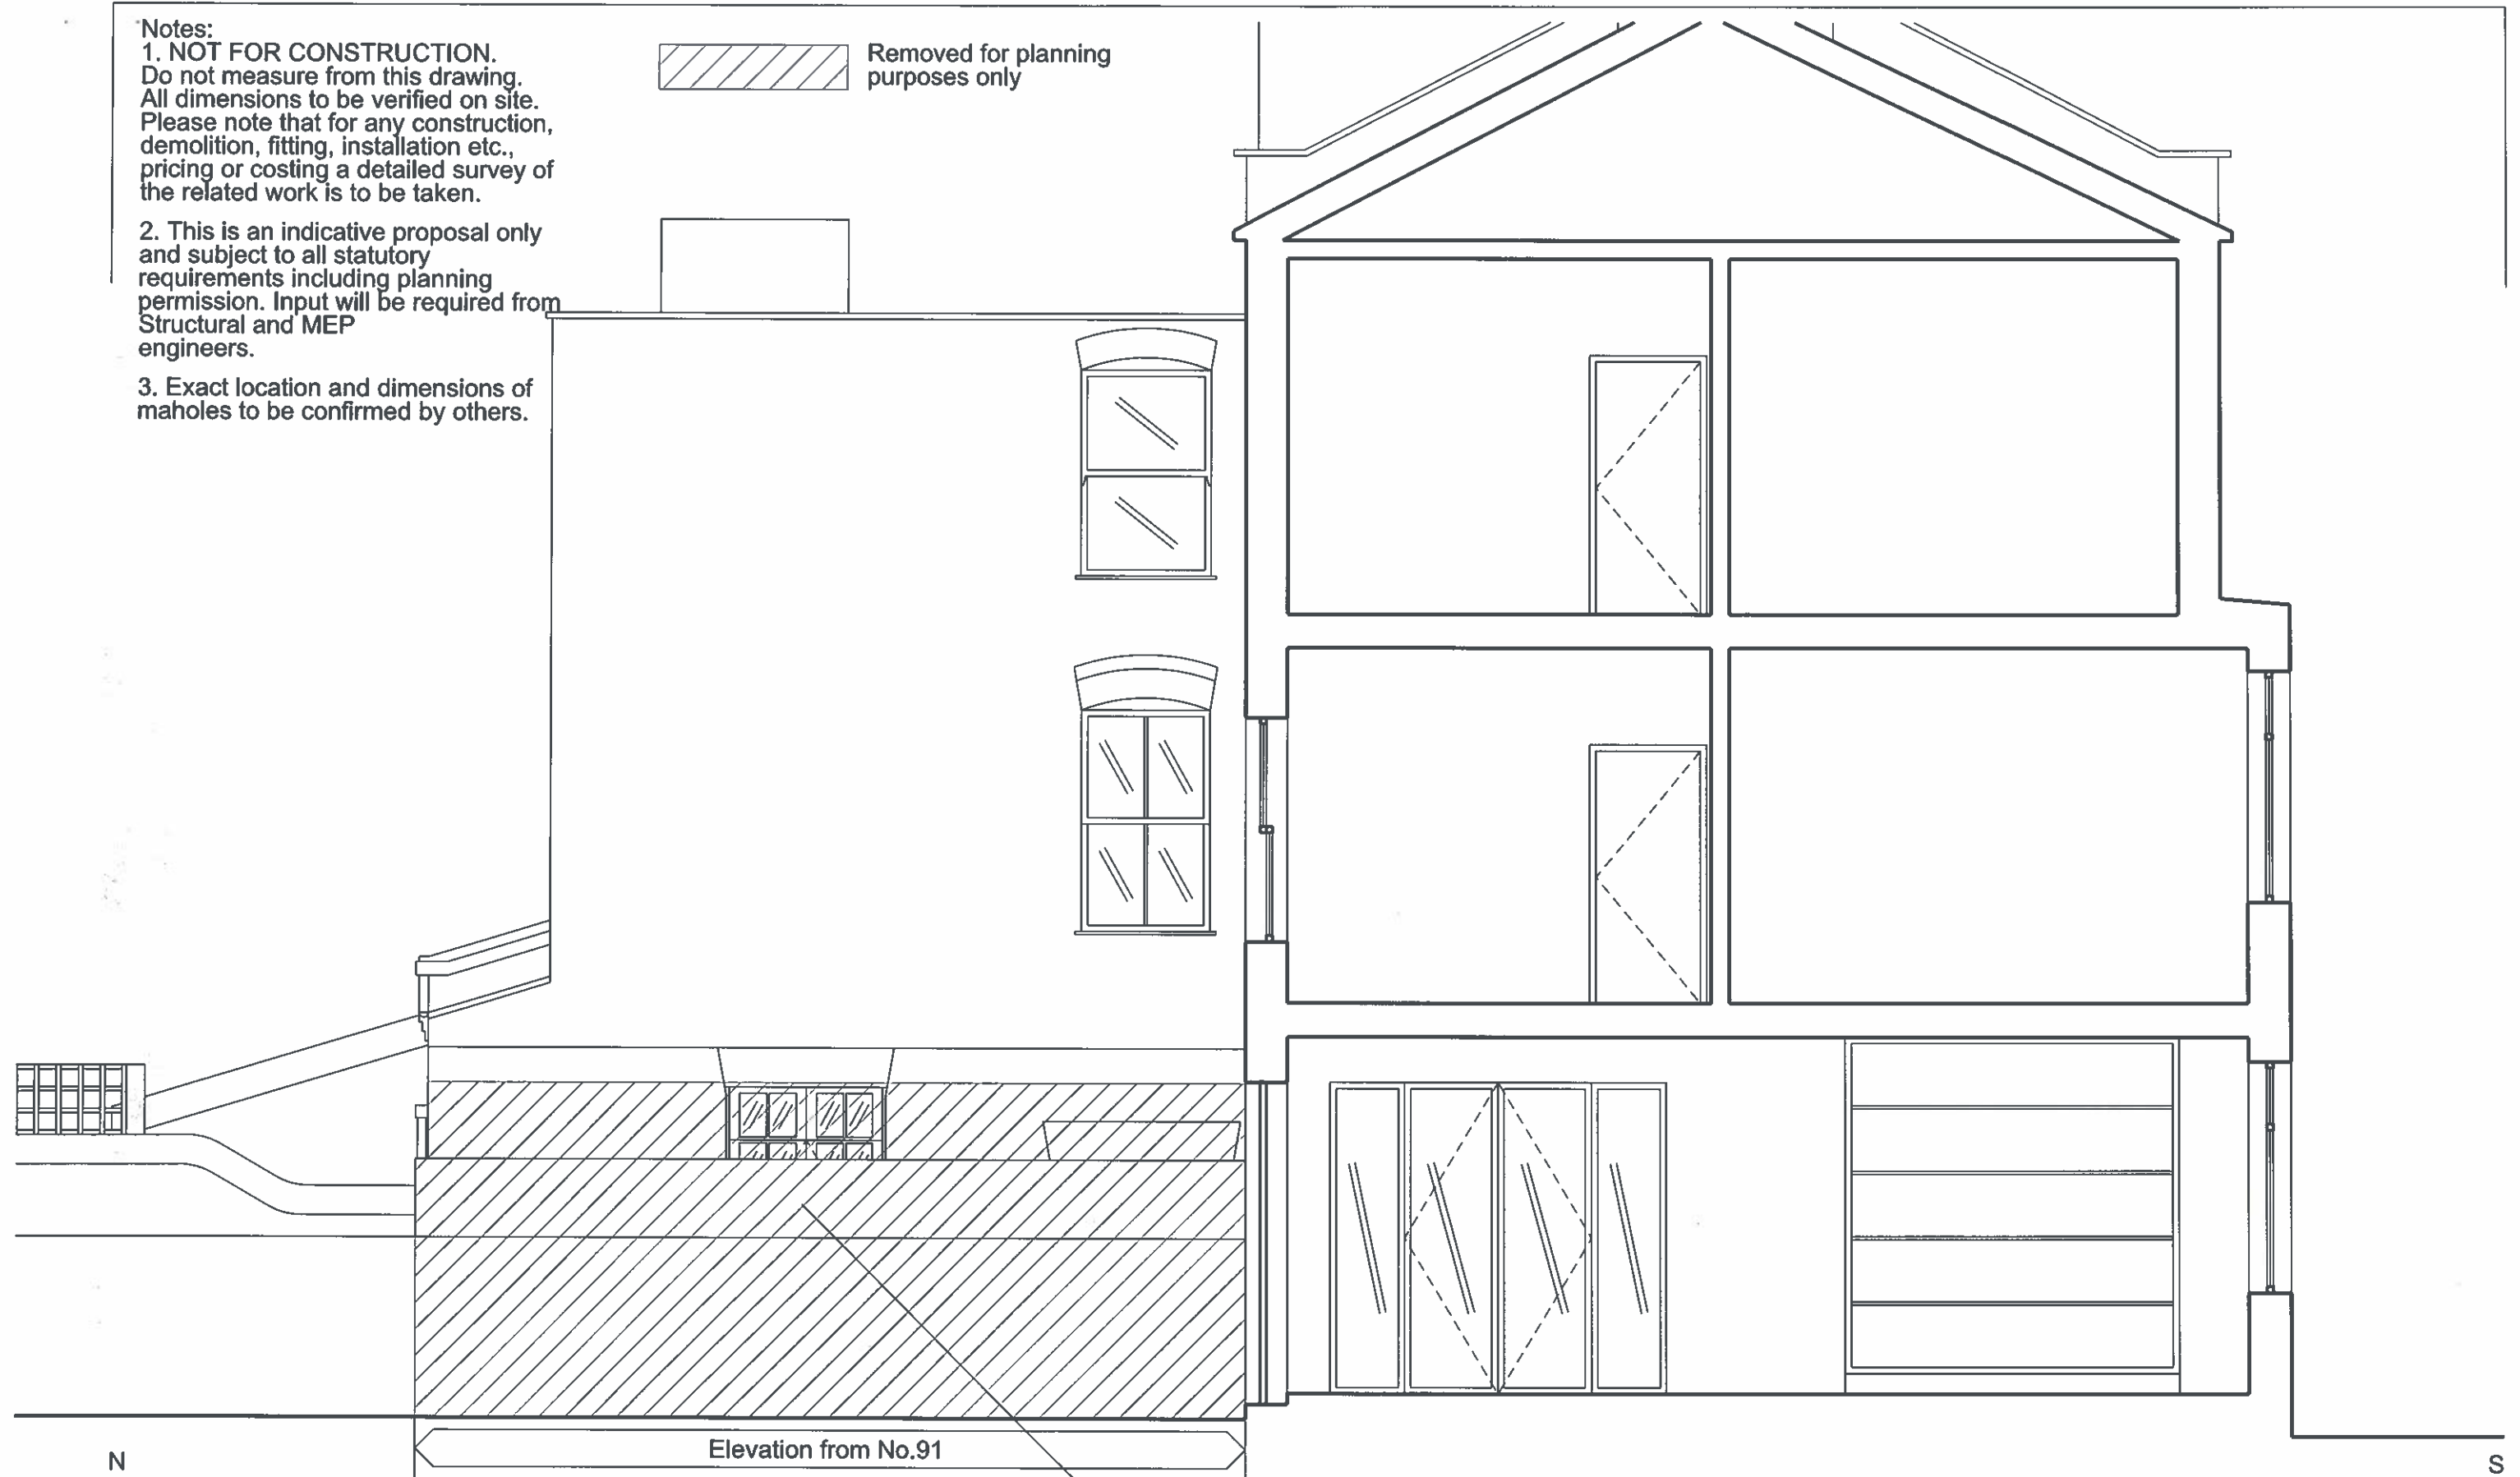 Notes:
1. NOT FOR CONSTRUCTION.
Do not measure from this drawing.
All dimensions to be verified on site.
Please note that for any construction,
demolition, fitting, installation etc.,
pricing or costing a detailed survey of
the related work is to be taken.
2. This is an indicative proposal only
and subject to all statutory
requirements including planning
permission. Input will be required from
Structural and MEP
engineers.
3. Exact location and dimensions of
maholes to be confirmed by others.
Removed for planning
purposes only
Elevation from No.91
N
S